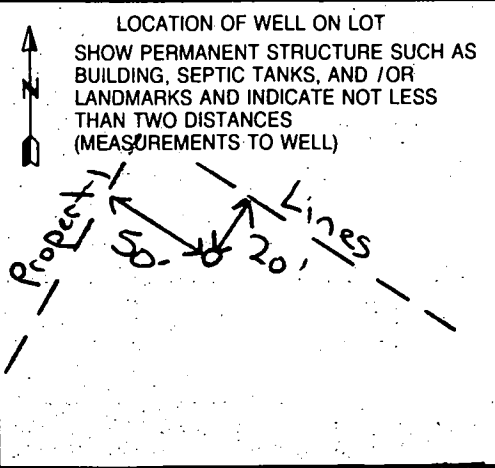 LOCATION OF WELL ON LOT
N
SHOW PERMANENT STRUCTURE SUCH AS
BUILDING, SEPTIC TANKS, AND / OR
LANDMARKS AND INDICATE NOT LESS
THAN TWO DISTANCES
(MEASUREMENTS TO WELL)
Property
Lines
50'
20'